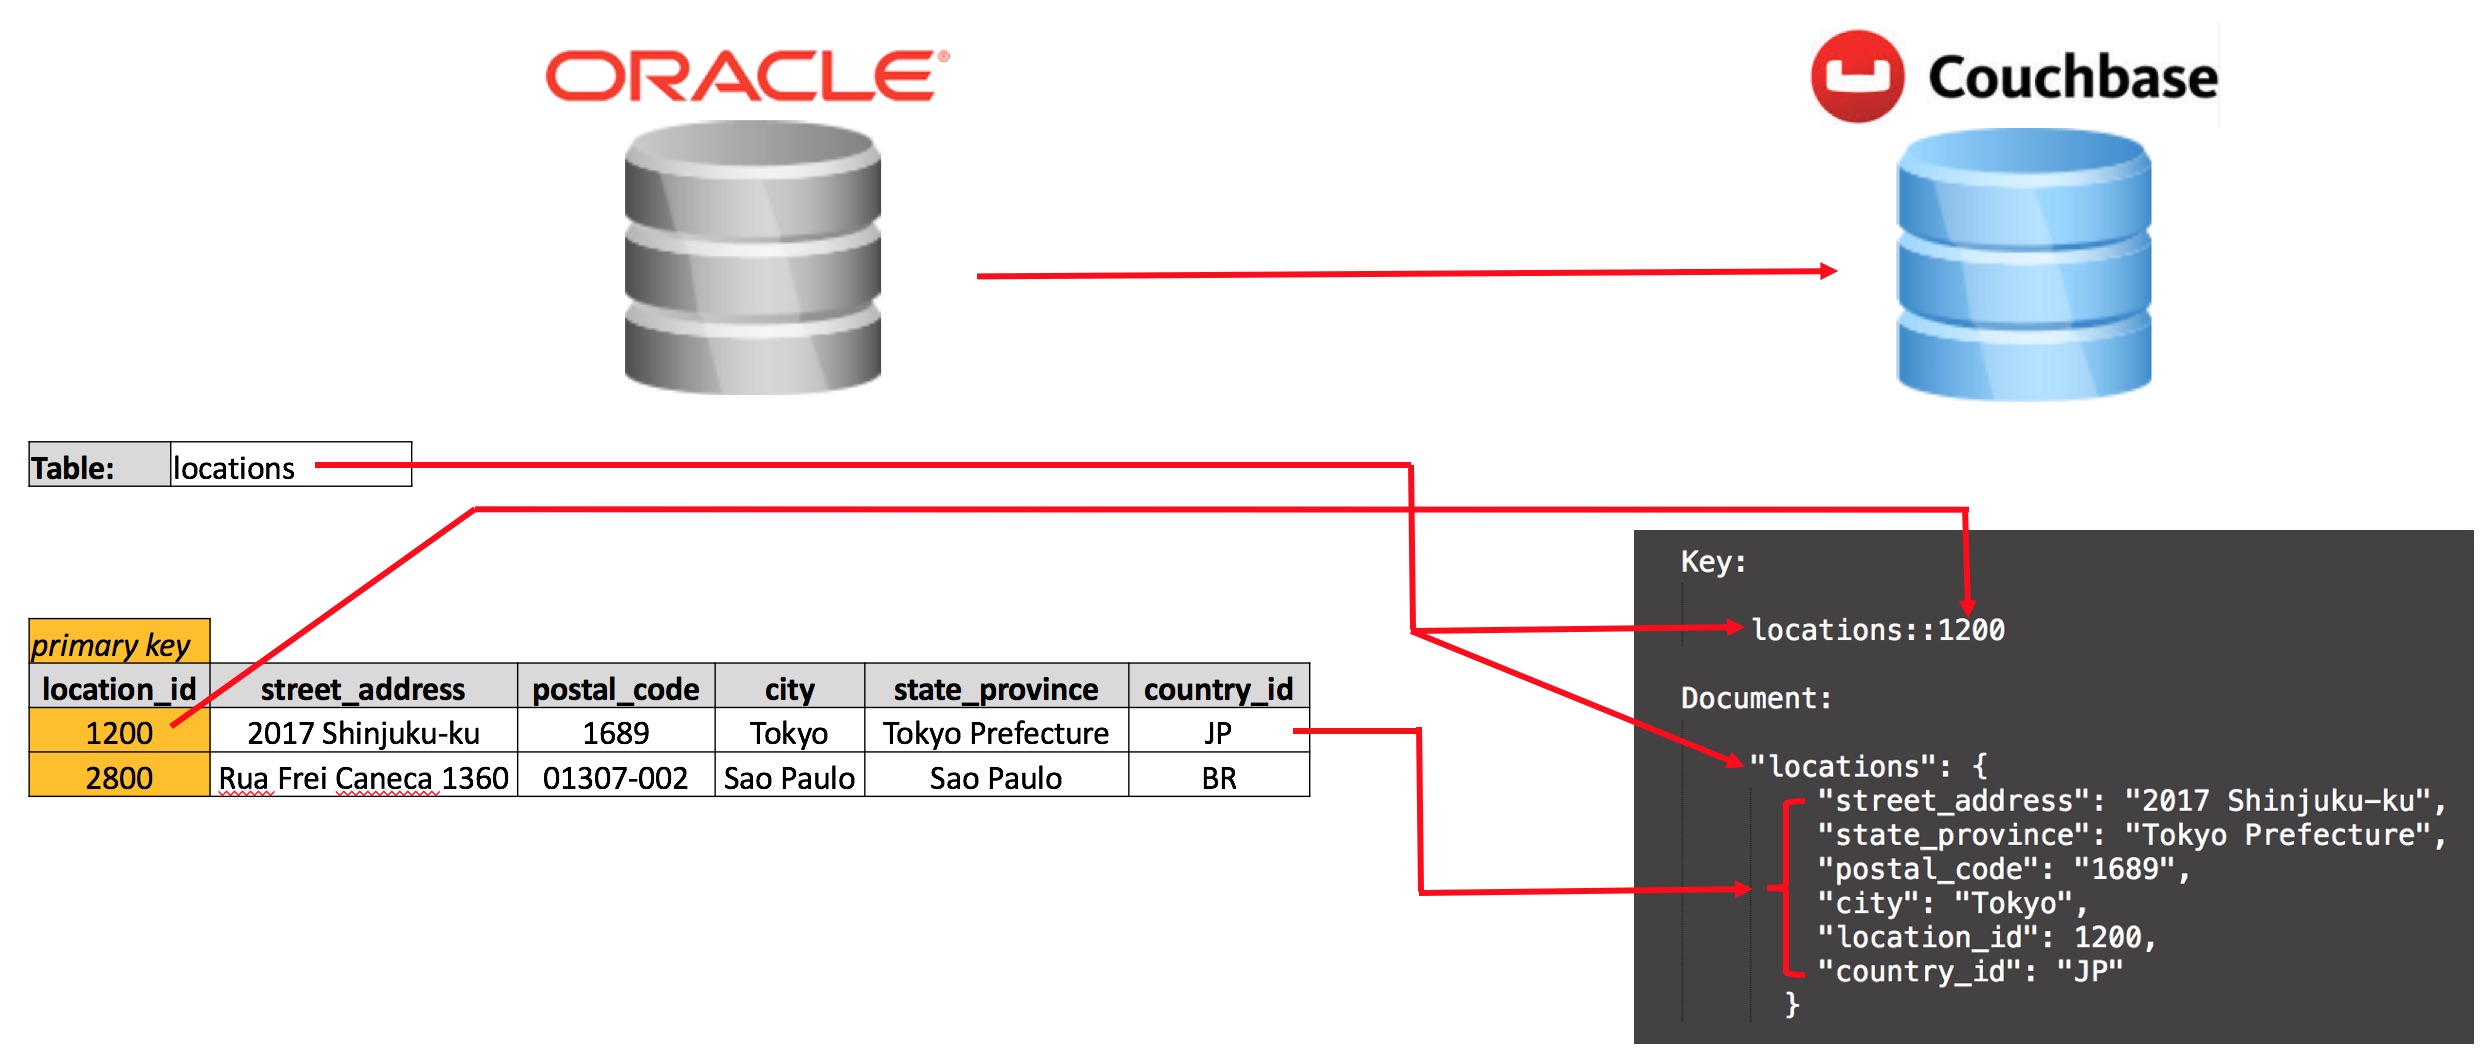 ORACLE®
Couchbase
Table: locations
primary key
location_id street_address postal_code city state_province country_id
1200 2017 Shinjuku-ku 1689 Tokyo Tokyo Prefecture JP
2800 Rua Frei Caneca 1360 01307-002 Sao Paulo Sao Paulo BR
Key:
locations::1200
Document:
"locations": {
"street_address": "2017 Shinjuku-ku",
"state_province": "Tokyo Prefecture",
"postal_code": "1689",
"city": "Tokyo",
"location_id": 1200,
"country_id": "JP"
}